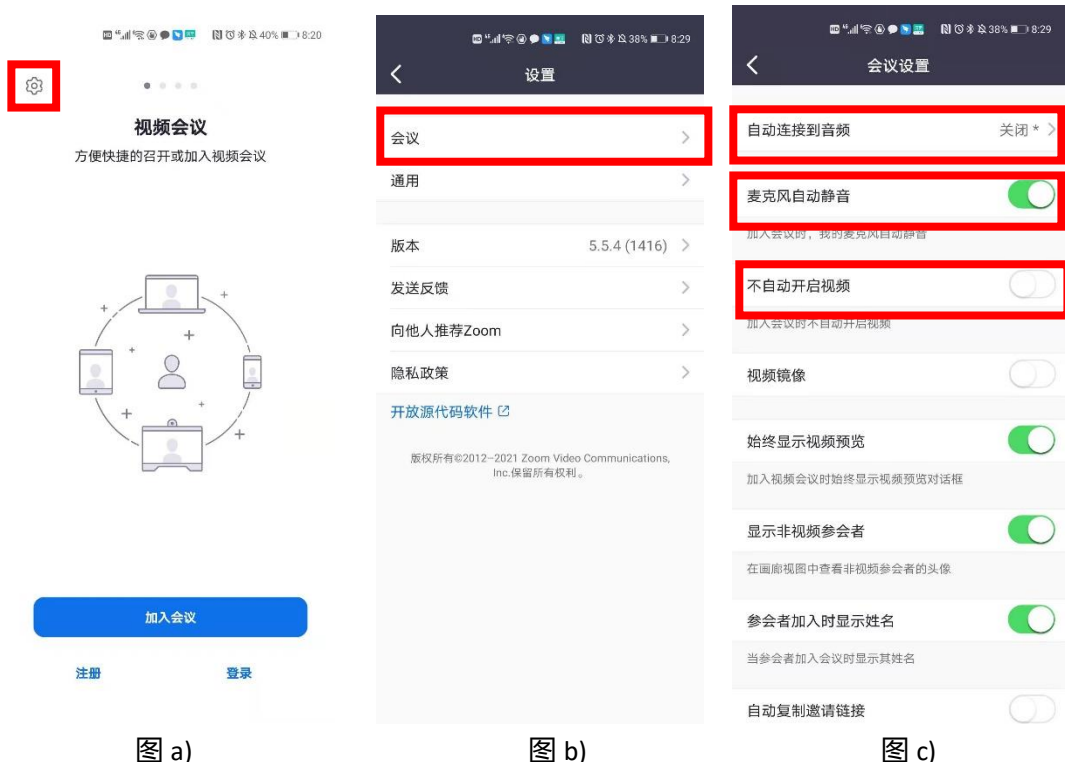 40% 8:20
视频会议
方便快捷的召开或加入视频会议
加入会议
注册 登录
图 a)
38% 8:29
设置
会议
通用
版本 5.5.4 (1416)
发送反馈
向他人推荐Zoom
隐私政策
开放源代码软件
版权所有©2012–2021 Zoom Video Communications,
Inc.保留所有权利。
图 b)
38% 8:29
会议设置
自动连接到音频 关闭 *
麦克风自动静音
加入会议时，我的麦克风自动静音
不自动开启视频
加入会议时不自动开启视频
视频镜像
始终显示视频预览
加入视频会议时始终显示视频预览对话框
显示非视频参会者
在画廊视图中查看非视频参会者的头像
参会者加入时显示姓名
当参会者加入会议时显示其姓名
自动复制邀请链接
图 c)